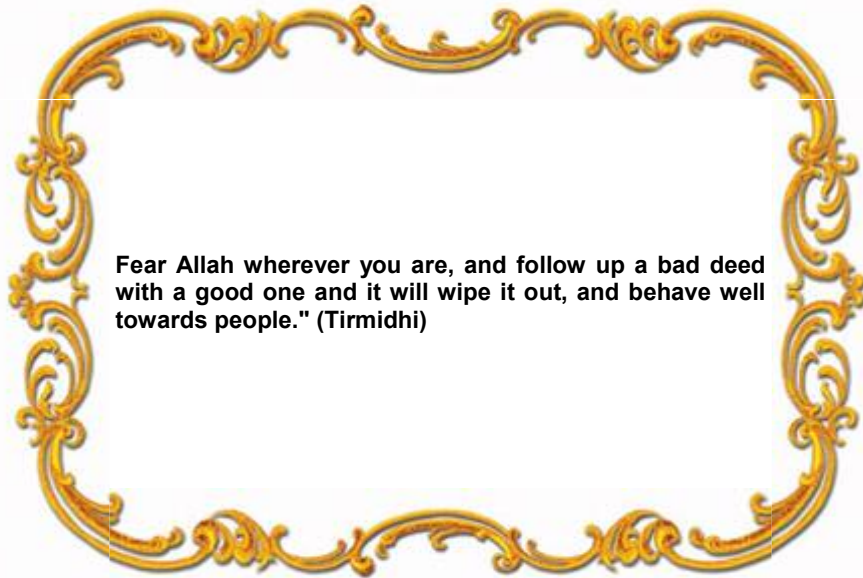 Fear Allah wherever you are, and follow up a bad deed
with a good one and it will wipe it out, and behave well
towards people." (Tirmidhi)